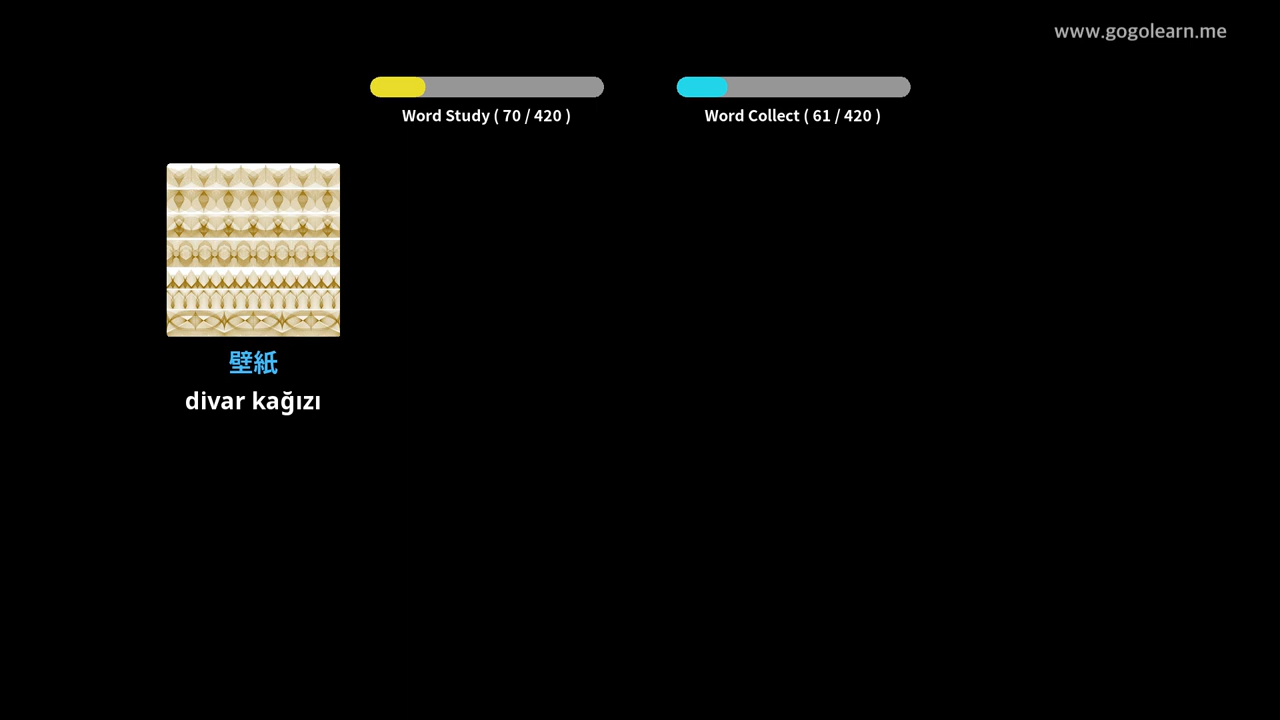 www.gogolearn.me
Word Study ( 70 / 420 )
Word Collect ( 61 / 420 )
壁紙
divar kağızı